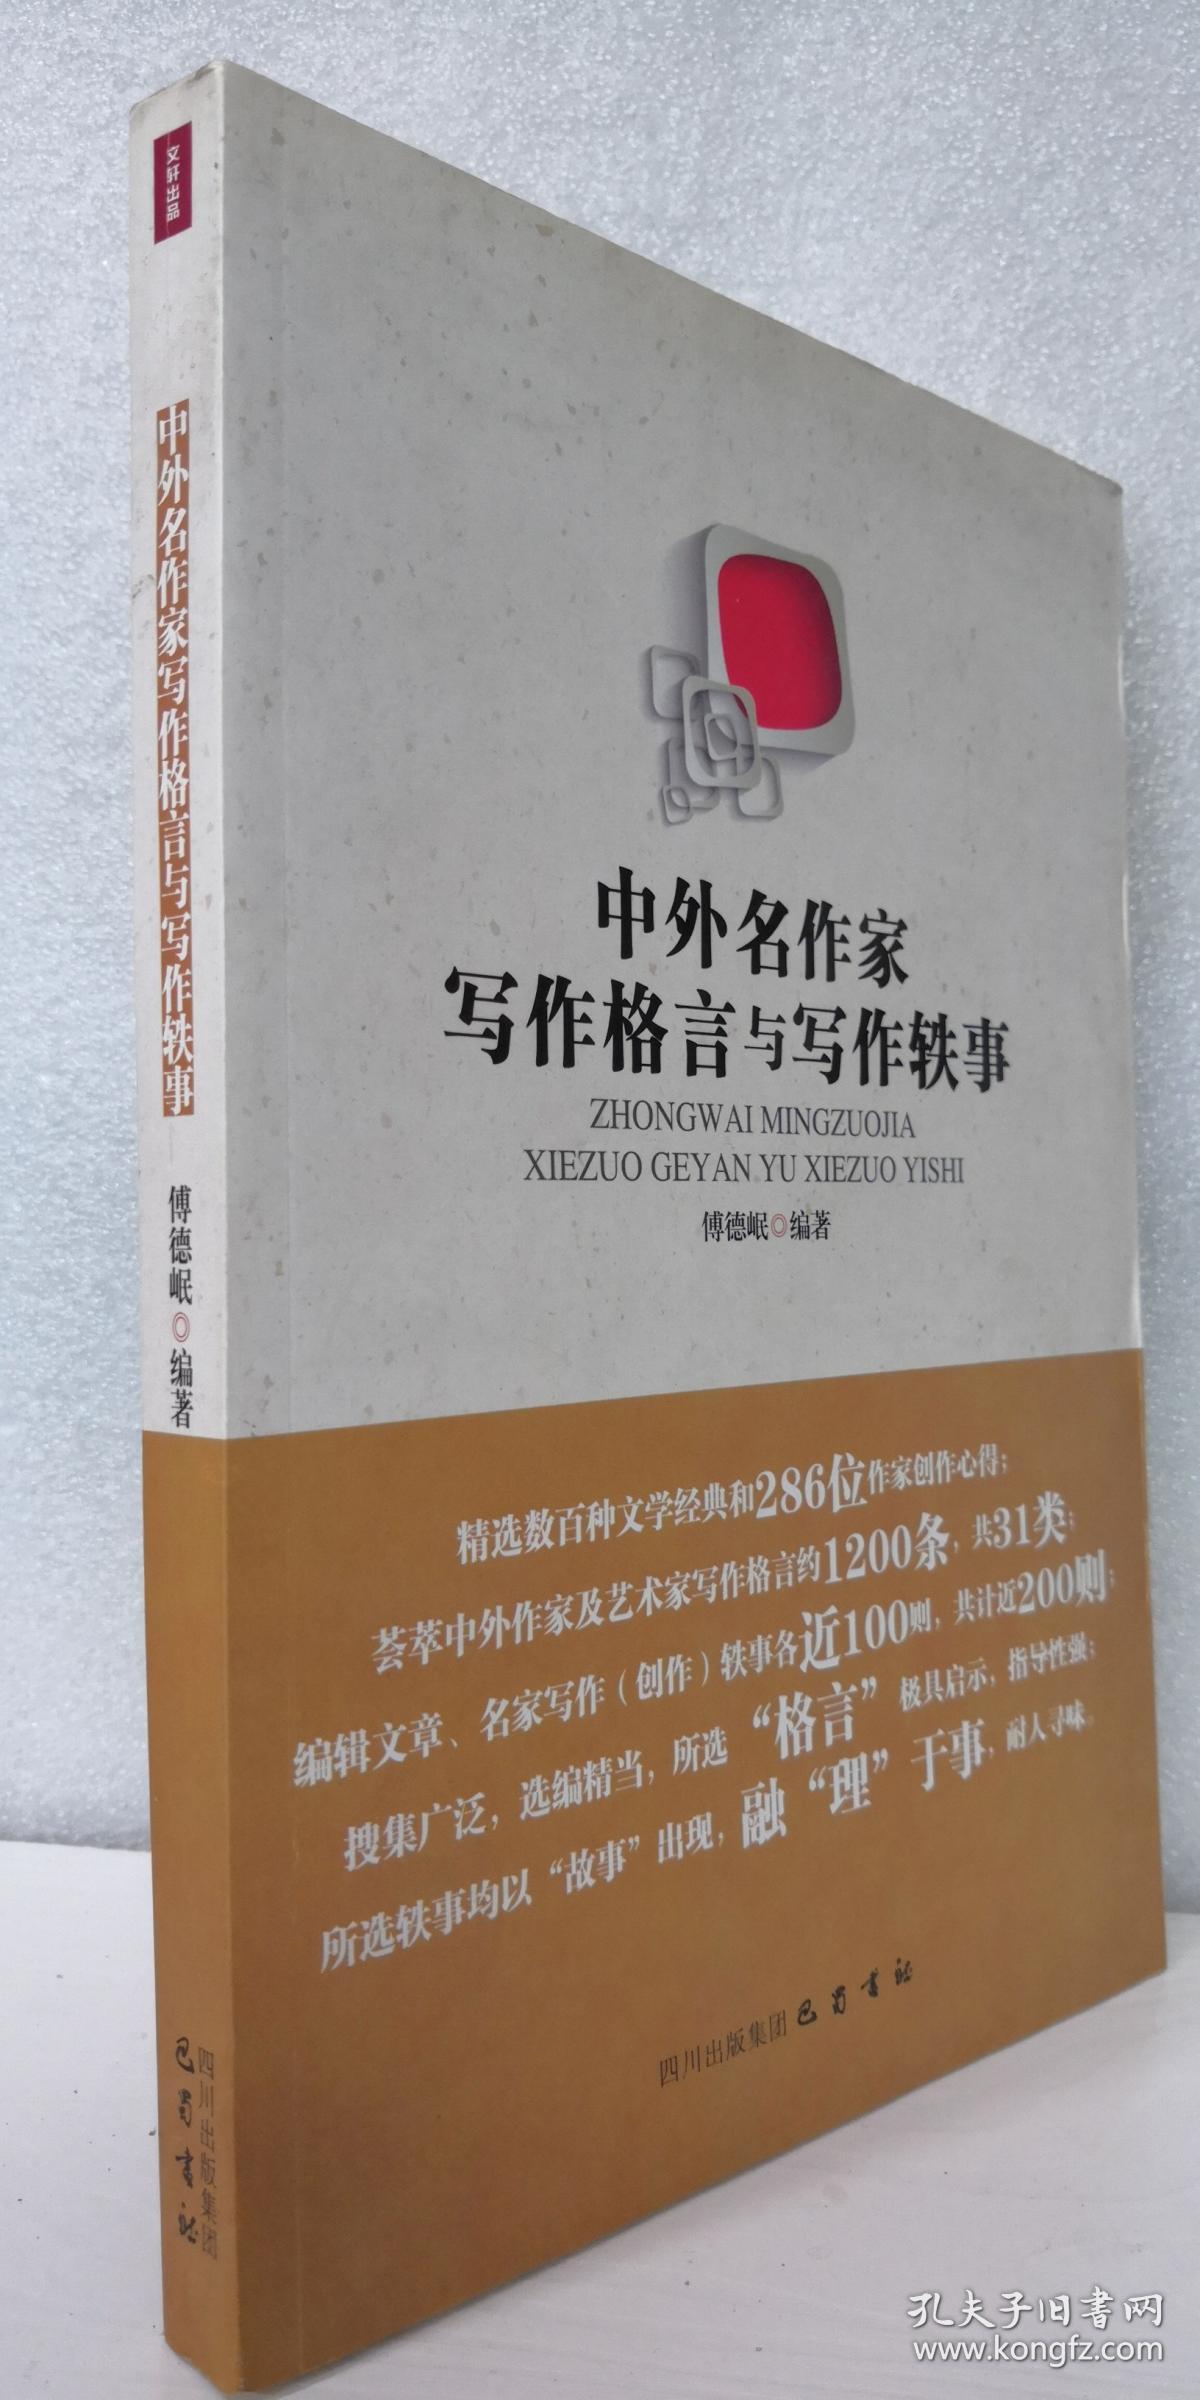 文轩出品
中外名作家写作格言与写作轶事
傅德岷◎编著
四川出版集团
巴蜀书社
中外名作家
写作格言与写作轶事
ZHONGWAI MINGZUOJIA
XIEZUO GEYAN YU XIEZUO YISHI
傅德岷◎编著
精选数百种文学经典和286位作家创作心得；
荟萃中外作家及艺术家写作格言约1200条，共31类；
编辑文章、名家写作（创作）轶事各近100则，共计近200则；
搜集广泛，选编精当，所选“格言”极具启示，指导性强；
所选轶事均以“故事”出现，融“理”于事，耐人寻味。
四川出版集团 巴蜀书社
孔夫子旧书网
www.kongfz.com